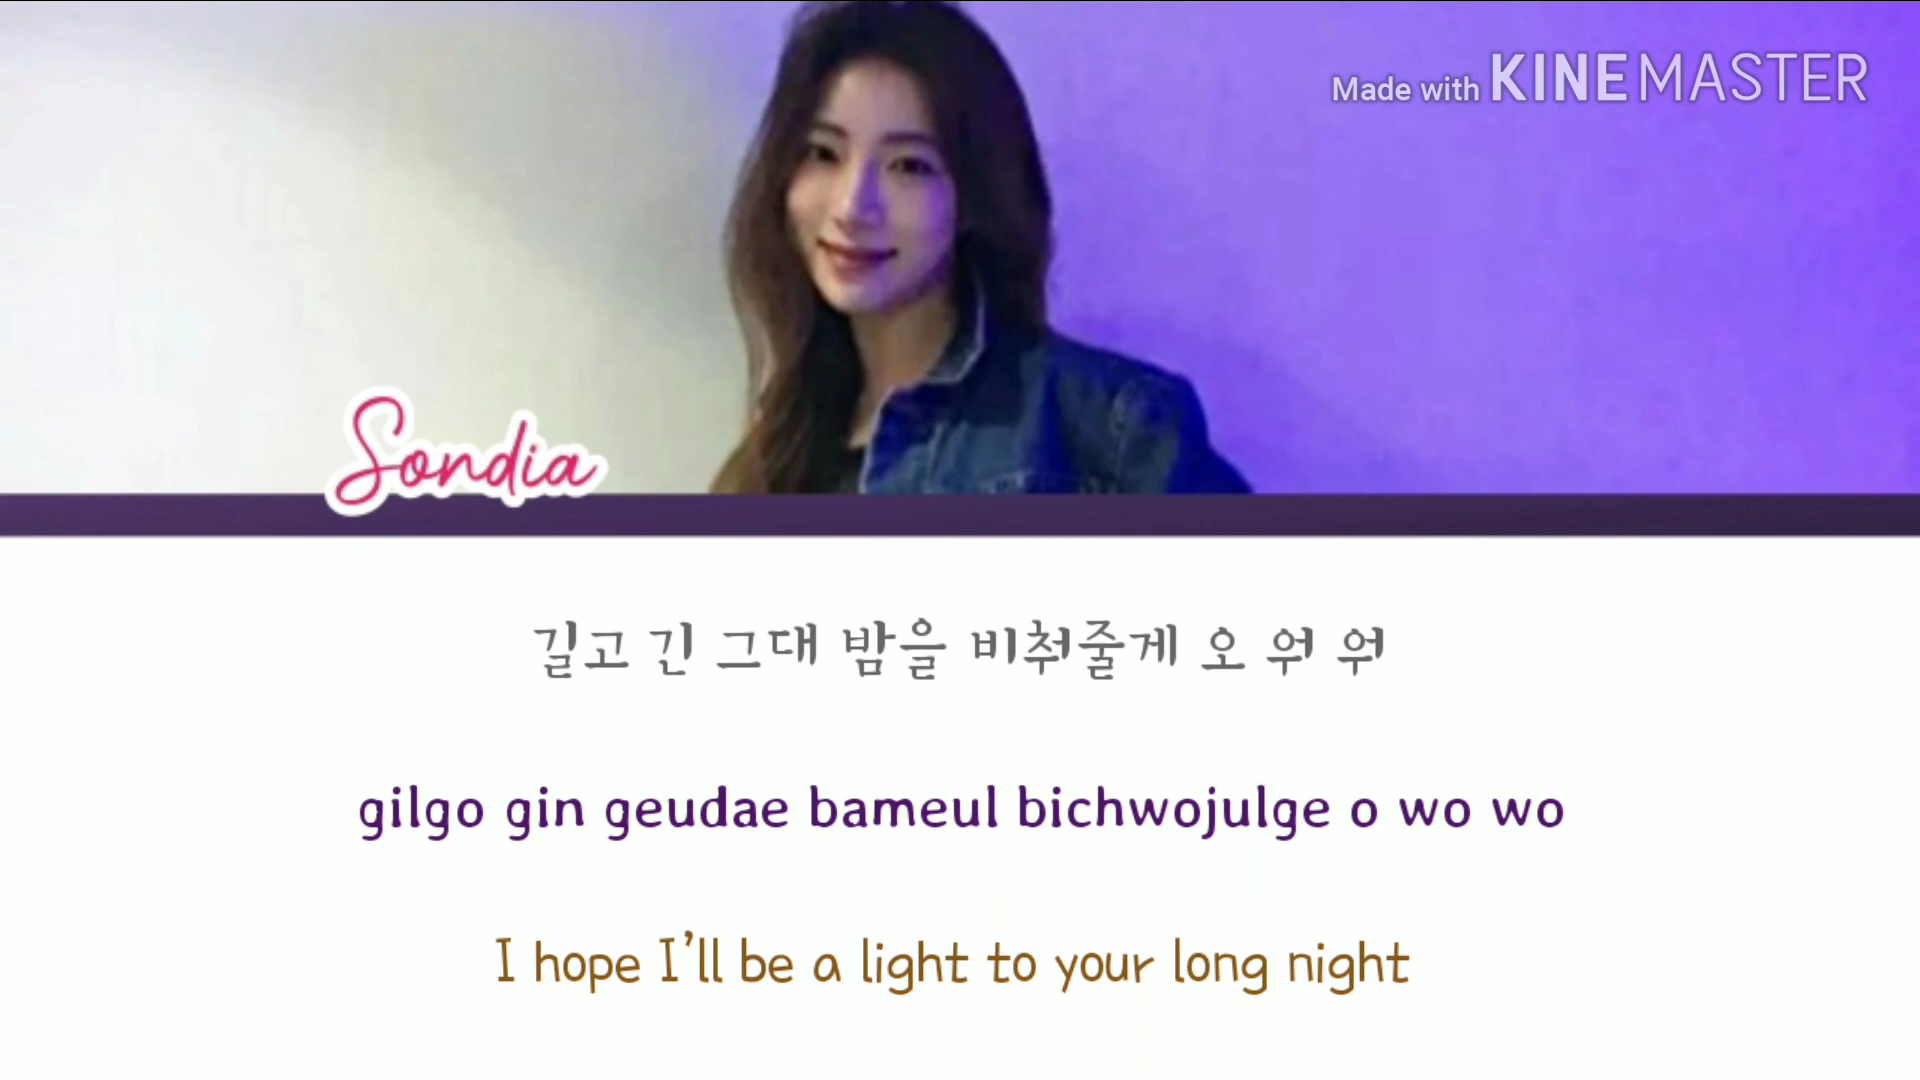 Made with KINEMASTER
Sondia
길고 긴 그대 밤을 비춰줄게 오 워 워
gilgo gin geudae bameul bichwojulge o wo wo
I hope I'll be a light to your long night